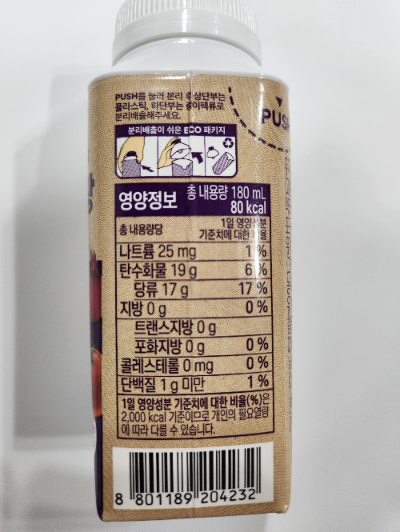 PUSH를 눌러 분리 후 상단부는
플라스틱, 하단부는 종이팩류로
분리배출해주세요.
PUSH
분리배출이 쉬운 ECO 패키지
영양정보
총 내용량 180 mL
80 kcal
총 내용량당
1일 영양성분
기준치에 대한 비율
나트륨 25 mg 1 %
탄수화물 19 g 6 %
당류 17 g 17 %
지방 0 g 0 %
트랜스지방 0 g
포화지방 0 g 0 %
콜레스테롤 0 mg 0 %
단백질 1 g 미만 1 %
1일 영양성분 기준치에 대한 비율(%)은
2,000 kcal 기준이므로 개인의 필요열량
에 따라 다를 수 있습니다.
8 801189 204232